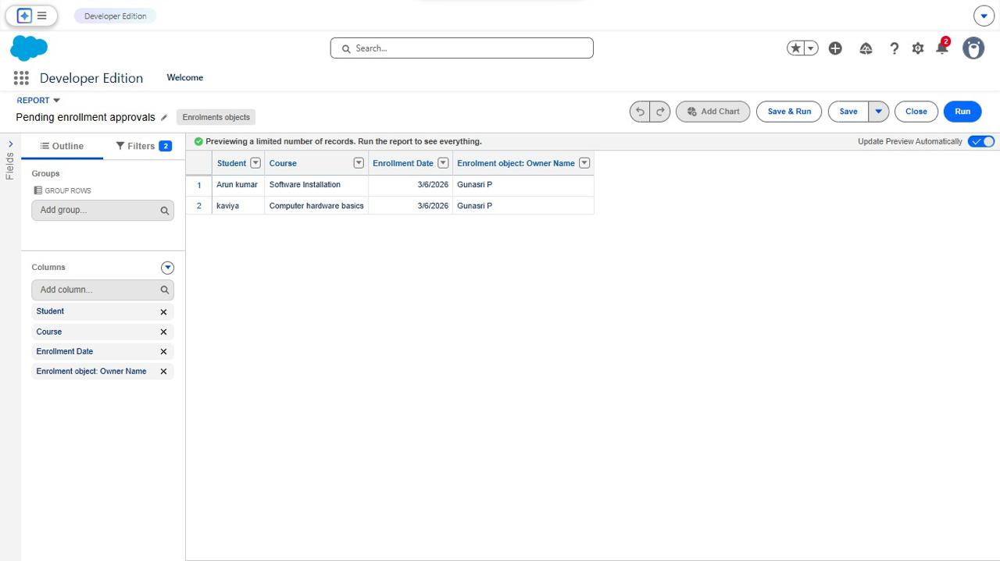 Developer Edition
Search...
2
Developer Edition Welcome
REPORT
Pending enrollment approvals Enrolments objects
Add Chart Save & Run Save Close Run
Fields
Outline Filters 2
Previewing a limited number of records. Run the report to see everything. Update Preview Automatically
Groups
GROUP ROWS
Add group...
Columns
Add column...
Student
Course
Enrollment Date
Enrolment object: Owner Name
Student Course Enrollment Date Enrolment object: Owner Name
1 Arun kumar Software Installation 3/6/2026 Gunasri P
2 kaviya Computer hardware basics 3/6/2026 Gunasri P